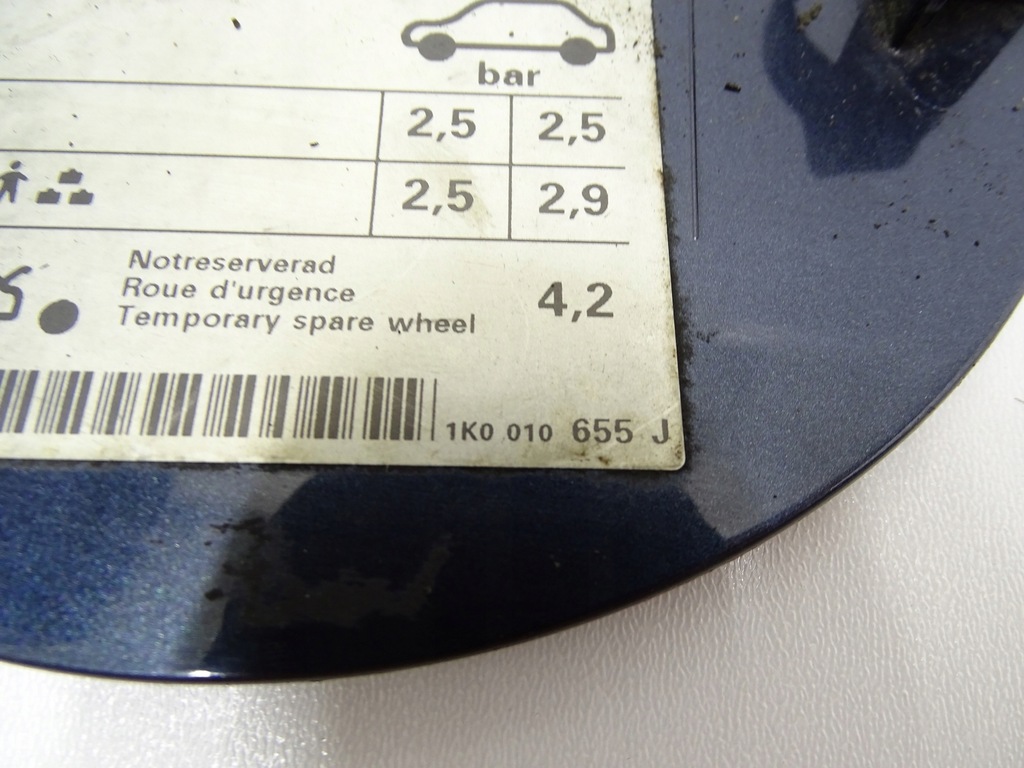 bar
2,5 2,5
2,5 2,9
Notreserverad
Roue d'urgence 4,2
Temporary spare wheel
1K0 010 655 J